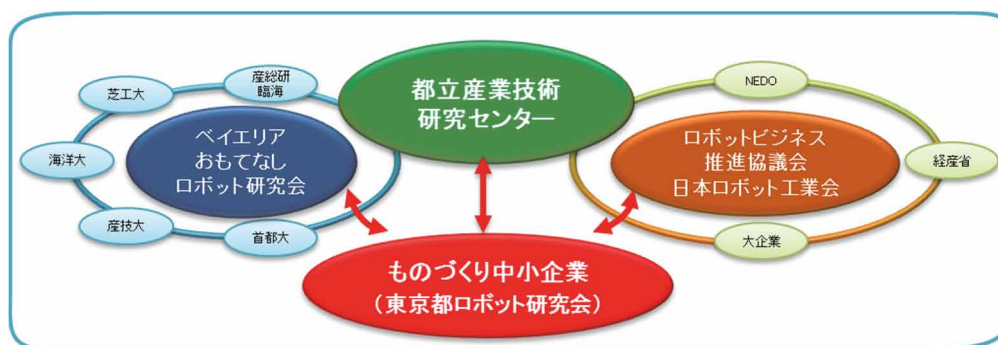 都立産業技術
研究センター
産総研
臨海
芝工大
海洋大
産技大
首都大
ベイエリア
おもてなし
ロボット研究会
NEDO
経産省
大企業
ロボットビジネス
推進協議会
日本ロボット工業会
ものづくり中小企業
(東京都ロボット研究会)